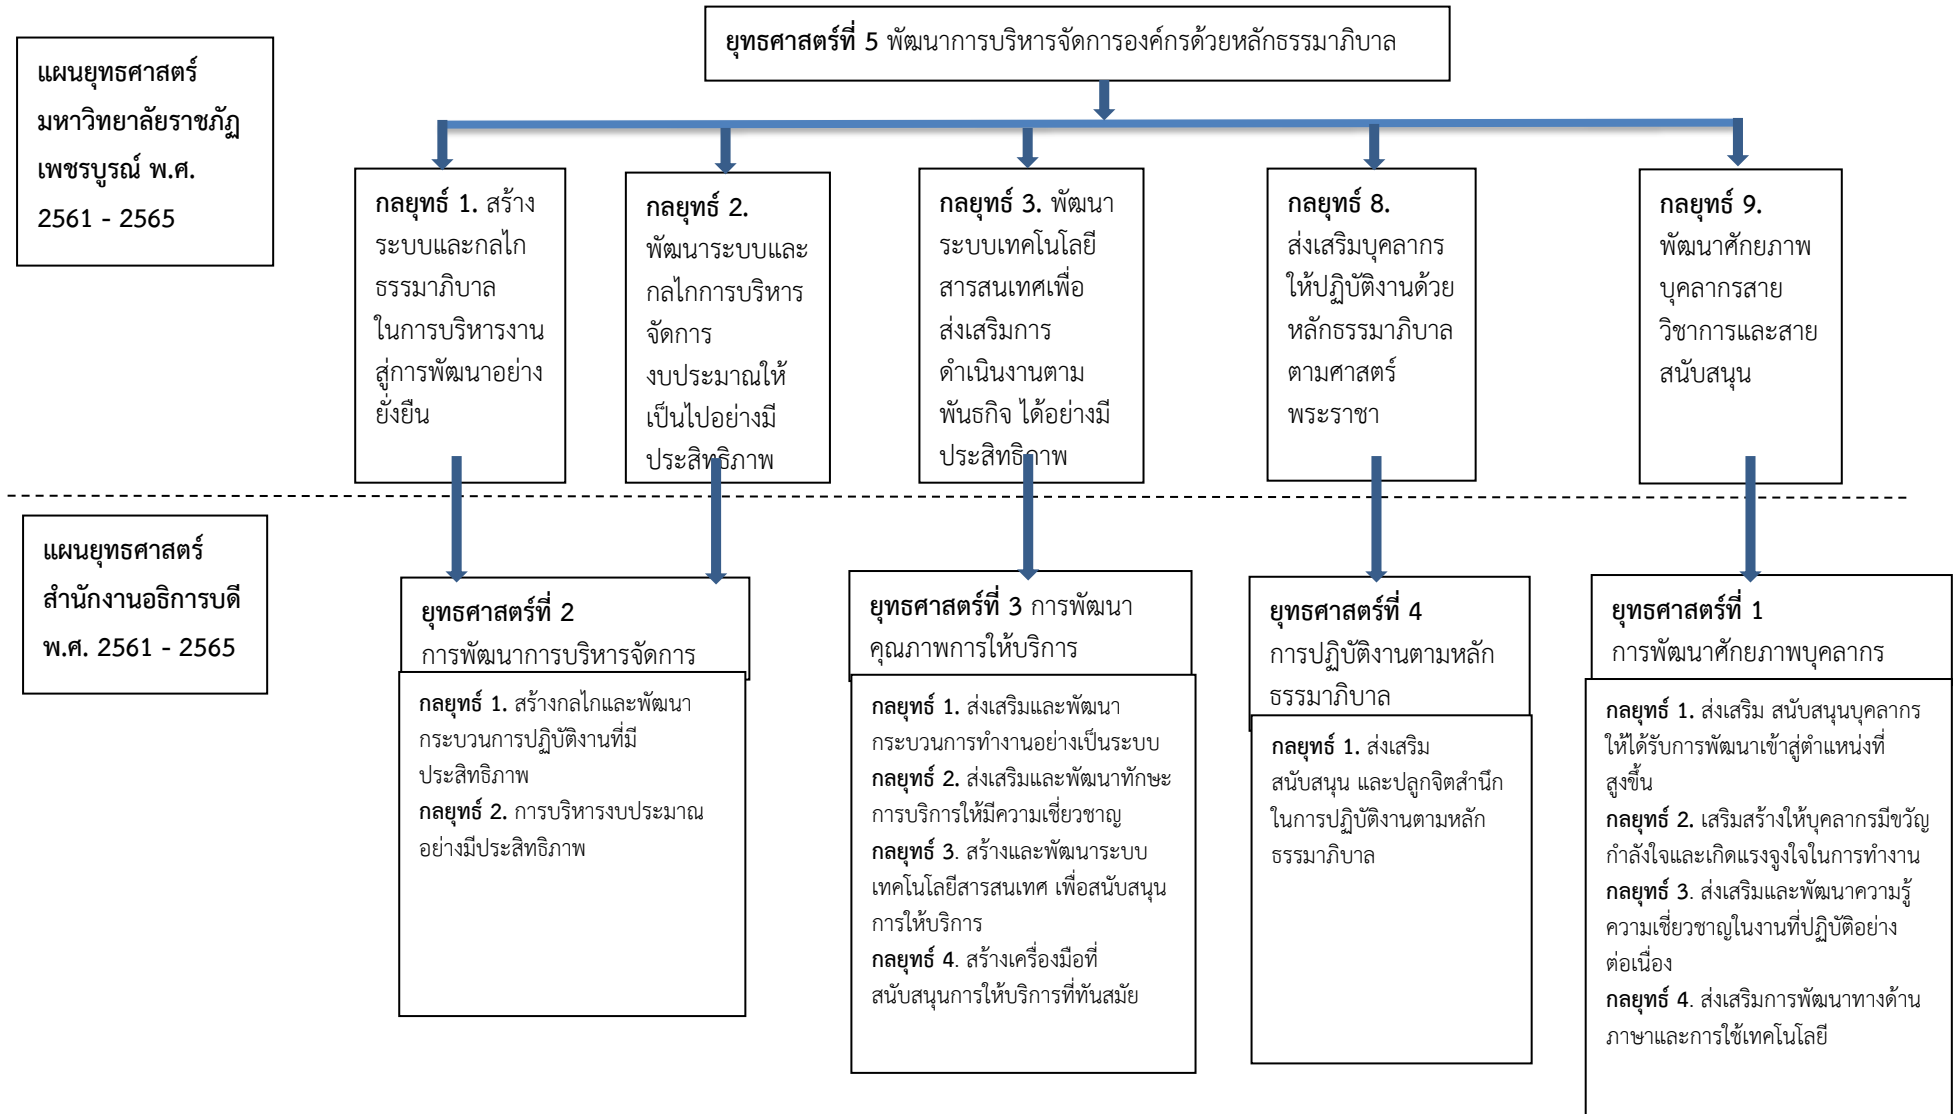 ยุทธศาสตร์ที่ 5 พัฒนาการบริหารจัดการองค์กรด้วยหลักธรรมาภิบาล
แผนยุทธศาสตร์
มหาวิทยาลัยราชภัฏ
เพชรบูรณ์ พ.ศ.
2561 - 2565
กลยุทธ์ 1. สร้าง
ระบบและกลไก
ธรรมาภิบาล
ในการบริหารงาน
สู่การพัฒนาอย่าง
ยั่งยืน
กลยุทธ์ 2.
พัฒนาระบบและ
กลไกการบริหาร
จัดการ
งบประมาณให้
เป็นไปอย่างมี
ประสิทธิภาพ
กลยุทธ์ 3. พัฒนา
ระบบเทคโนโลยี
สารสนเทศเพื่อ
ส่งเสริมการ
ดำเนินงานตาม
พันธกิจ ได้อย่างมี
ประสิทธิภาพ
กลยุทธ์ 8.
ส่งเสริมบุคลากร
ให้ปฏิบัติงานด้วย
หลักธรรมาภิบาล
ตามศาสตร์
พระราชา
กลยุทธ์ 9.
พัฒนาศักยภาพ
บุคลากรสาย
วิชาการและสาย
สนับสนุน
แผนยุทธศาสตร์
สำนักงานอธิการบดี
พ.ศ. 2561 - 2565
ยุทธศาสตร์ที่ 2
การพัฒนาการบริหารจัดการ
กลยุทธ์ 1. สร้างกลไกและพัฒนา
กระบวนการปฏิบัติงานที่มี
ประสิทธิภาพ
กลยุทธ์ 2. การบริหารงบประมาณ
อย่างมีประสิทธิภาพ
ยุทธศาสตร์ที่ 3 การพัฒนา
คุณภาพการให้บริการ
กลยุทธ์ 1. ส่งเสริมและพัฒนา
กระบวนการทำงานอย่างเป็นระบบ
กลยุทธ์ 2. ส่งเสริมและพัฒนาทักษะ
การบริการให้มีความเชี่ยวชาญ
กลยุทธ์ 3. สร้างและพัฒนาระบบ
เทคโนโลยีสารสนเทศ เพื่อสนับสนุน
การให้บริการ
กลยุทธ์ 4. สร้างเครื่องมือที่
สนับสนุนการให้บริการที่ทันสมัย
ยุทธศาสตร์ที่ 4
การปฏิบัติงานตามหลัก
ธรรมาภิบาล
กลยุทธ์ 1. ส่งเสริม
สนับสนุน และปลูกจิตสำนึก
ในการปฏิบัติงานตามหลัก
ธรรมาภิบาล
ยุทธศาสตร์ที่ 1
การพัฒนาศักยภาพบุคลากร
กลยุทธ์ 1. ส่งเสริม สนับสนุนบุคลากร
ให้ได้รับการพัฒนาเข้าสู่ตำแหน่งที่
สูงขึ้น
กลยุทธ์ 2. เสริมสร้างให้บุคลากรมีขวัญ
กำลังใจและเกิดแรงจูงใจในการทำงาน
กลยุทธ์ 3. ส่งเสริมและพัฒนาความรู้
ความเชี่ยวชาญในงานที่ปฏิบัติอย่าง
ต่อเนื่อง
กลยุทธ์ 4. ส่งเสริมการพัฒนาทางด้าน
ภาษาและการใช้เทคโนโลยี